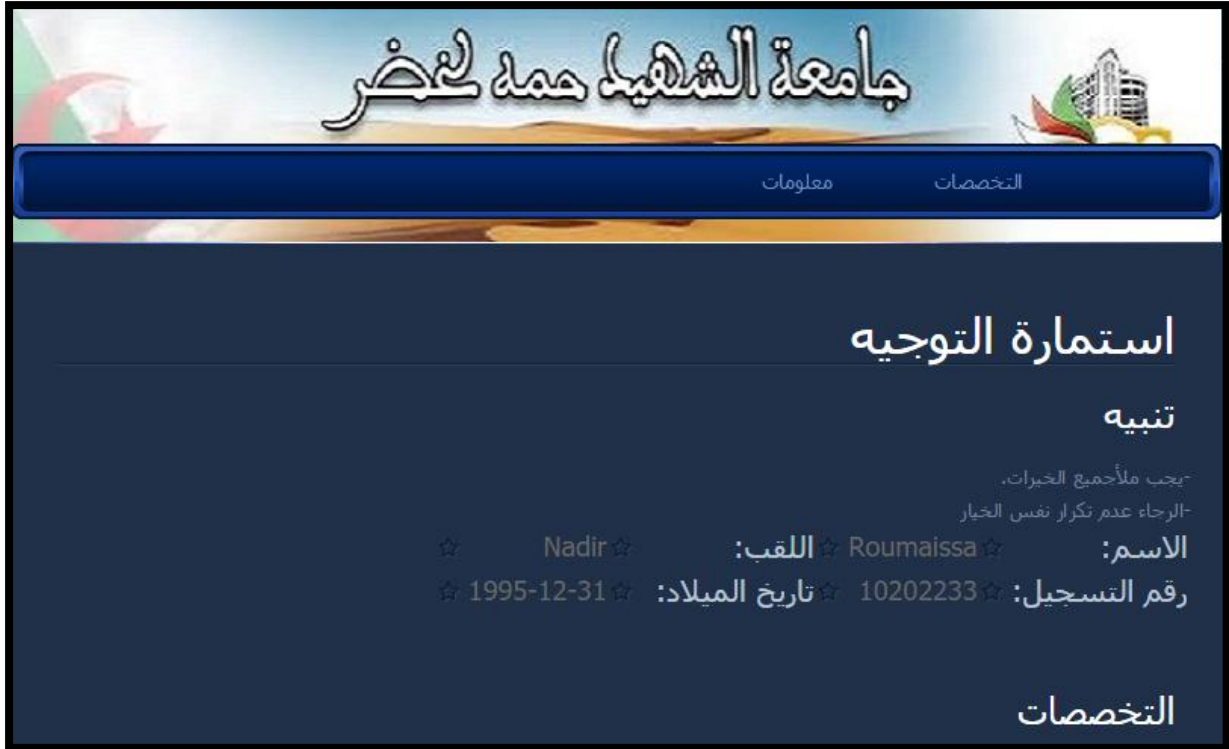 جامعة الشهيد حمه لخضر
التخصصات معلومات
استمارة التوجيه
تنبيه
-يجب ملأجميع الخيرات.
-الرجاء عدم تكرار نفس الخيار
الاسم: Roumaissa اللقب: Nadir
رقم التسجيل: 10202233 تاريخ الميلاد: 1995-12-31
التخصصات